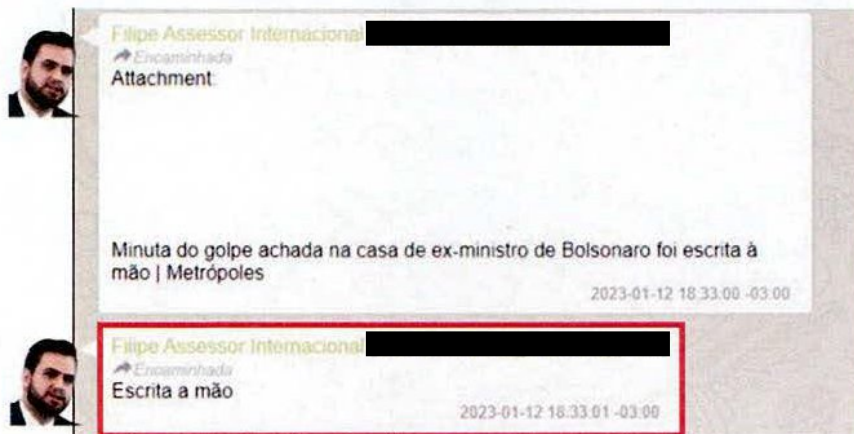 Filipe Assessor Internacional
Encaminhada
Attachment
Minuta do golpe achada na casa de ex-ministro de Bolsonaro foi escrita à
mão | Metrópoles
2023-01-12 18:33:00 -03:00
Filipe Assessor Internacional
Encaminhada
Escrita a mão
2023-01-12 18:33:01 -03:00